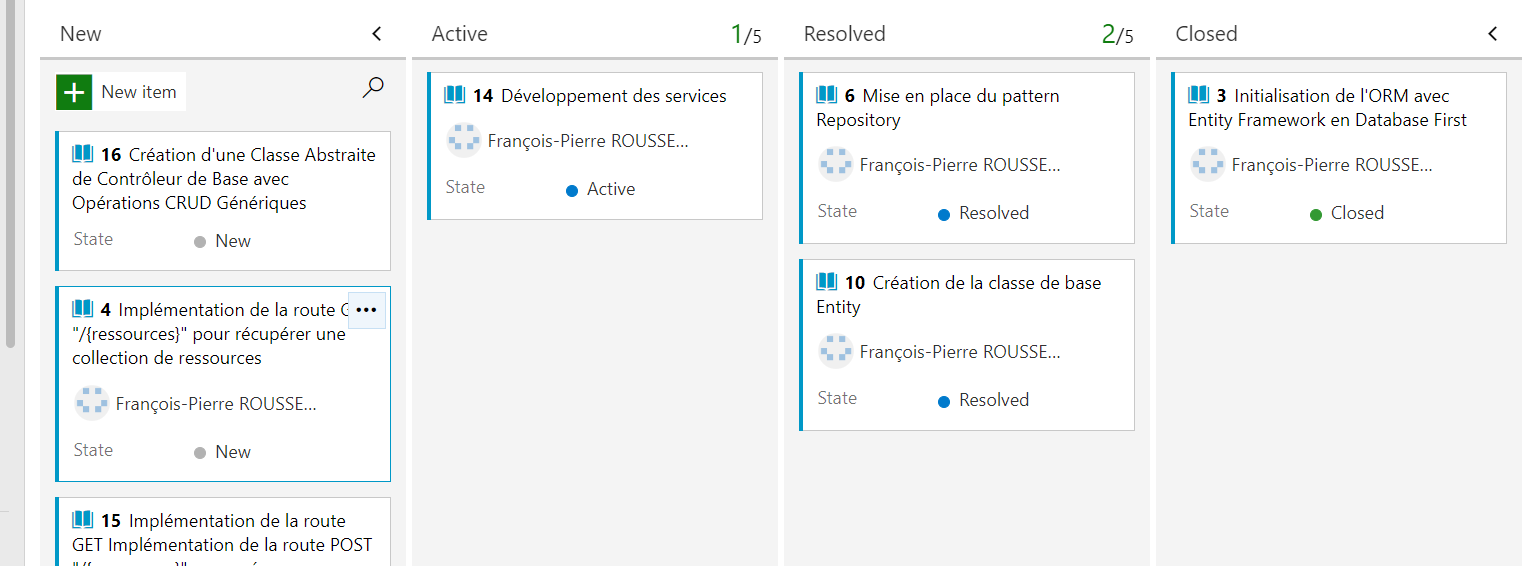 New
New item
16 Création d'une Classe Abstraite
de Contrôleur de Base avec
Opérations CRUD Génériques
State New
4 Implémentation de la route
"/{ressources}" pour récupérer une
collection de ressources
François-Pierre ROUSSE...
State New
15 Implémentation de la route
GET Implémentation de la route POST
Active 1/5
14 Développement des services
François-Pierre ROUSSE...
State Active
Resolved 2/5
6 Mise en place du pattern
Repository
François-Pierre ROUSSE...
State Resolved
10 Création de la classe de base
Entity
François-Pierre ROUSSE...
State Resolved
Closed
3 Initialisation de l'ORM avec
Entity Framework en Database First
François-Pierre ROUSSE...
State Closed